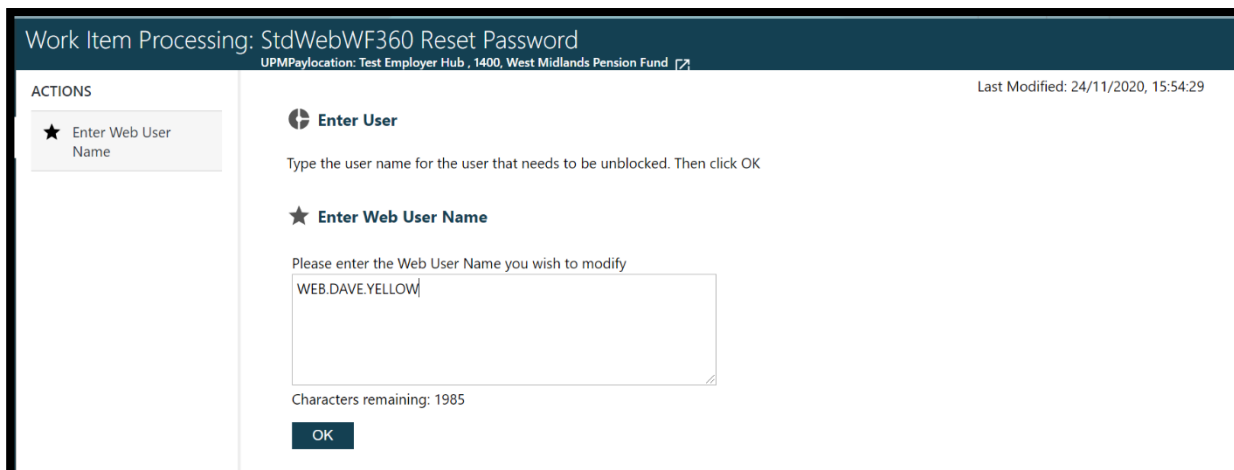 Work Item Processing: StdWebWF360 Reset Password
UPMPaylocation: Test Employer Hub , 1400, West Midlands Pension Fund
ACTIONS
Last Modified: 24/11/2020, 15:54:29
Enter Web User
Name
Enter User
Type the user name for the user that needs to be unblocked. Then click OK
Enter Web User Name
Please enter the Web User Name you wish to modify
WEB.DAVE.YELLOW
Characters remaining: 1985
OK